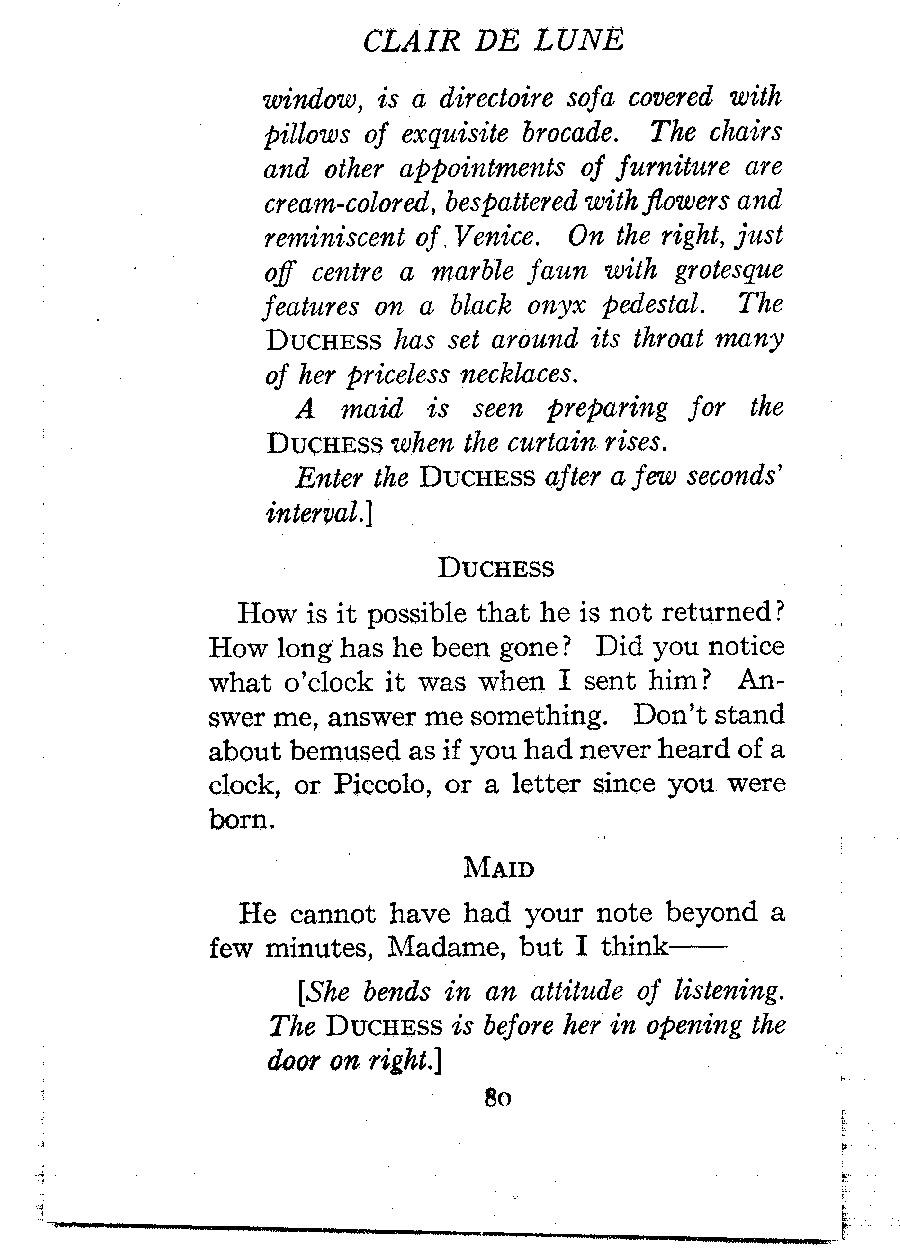 CLAIR DE LUNE
window, is a directoire sofa covered with
pillows of exquisite brocade. The chairs
and other appointments of furniture are
cream-colored, bespattered with flowers and
reminiscent of Venice. On the right, just
off centre a marble faun with grotesque
features on a black onyx pedestal. The
DUCHESS has set around its throat many
of her priceless necklaces.
A maid is seen preparing for the
DUCHESS when the curtain rises.
Enter the DUCHESS after a few seconds'
interval.]
DUCHESS
How is it possible that he is not returned?
How long has he been gone? Did you notice
what o'clock it was when I sent him? An-
swer me, answer me something. Don't stand
about bemused as if you had never heard of a
clock, or Piccolo, or a letter since you were
born.
MAID
He cannot have had your note beyond a
few minutes, Madame, but I think——
[She bends in an attitude of listening.
The DUCHESS is before her in opening the
door on right.]
80